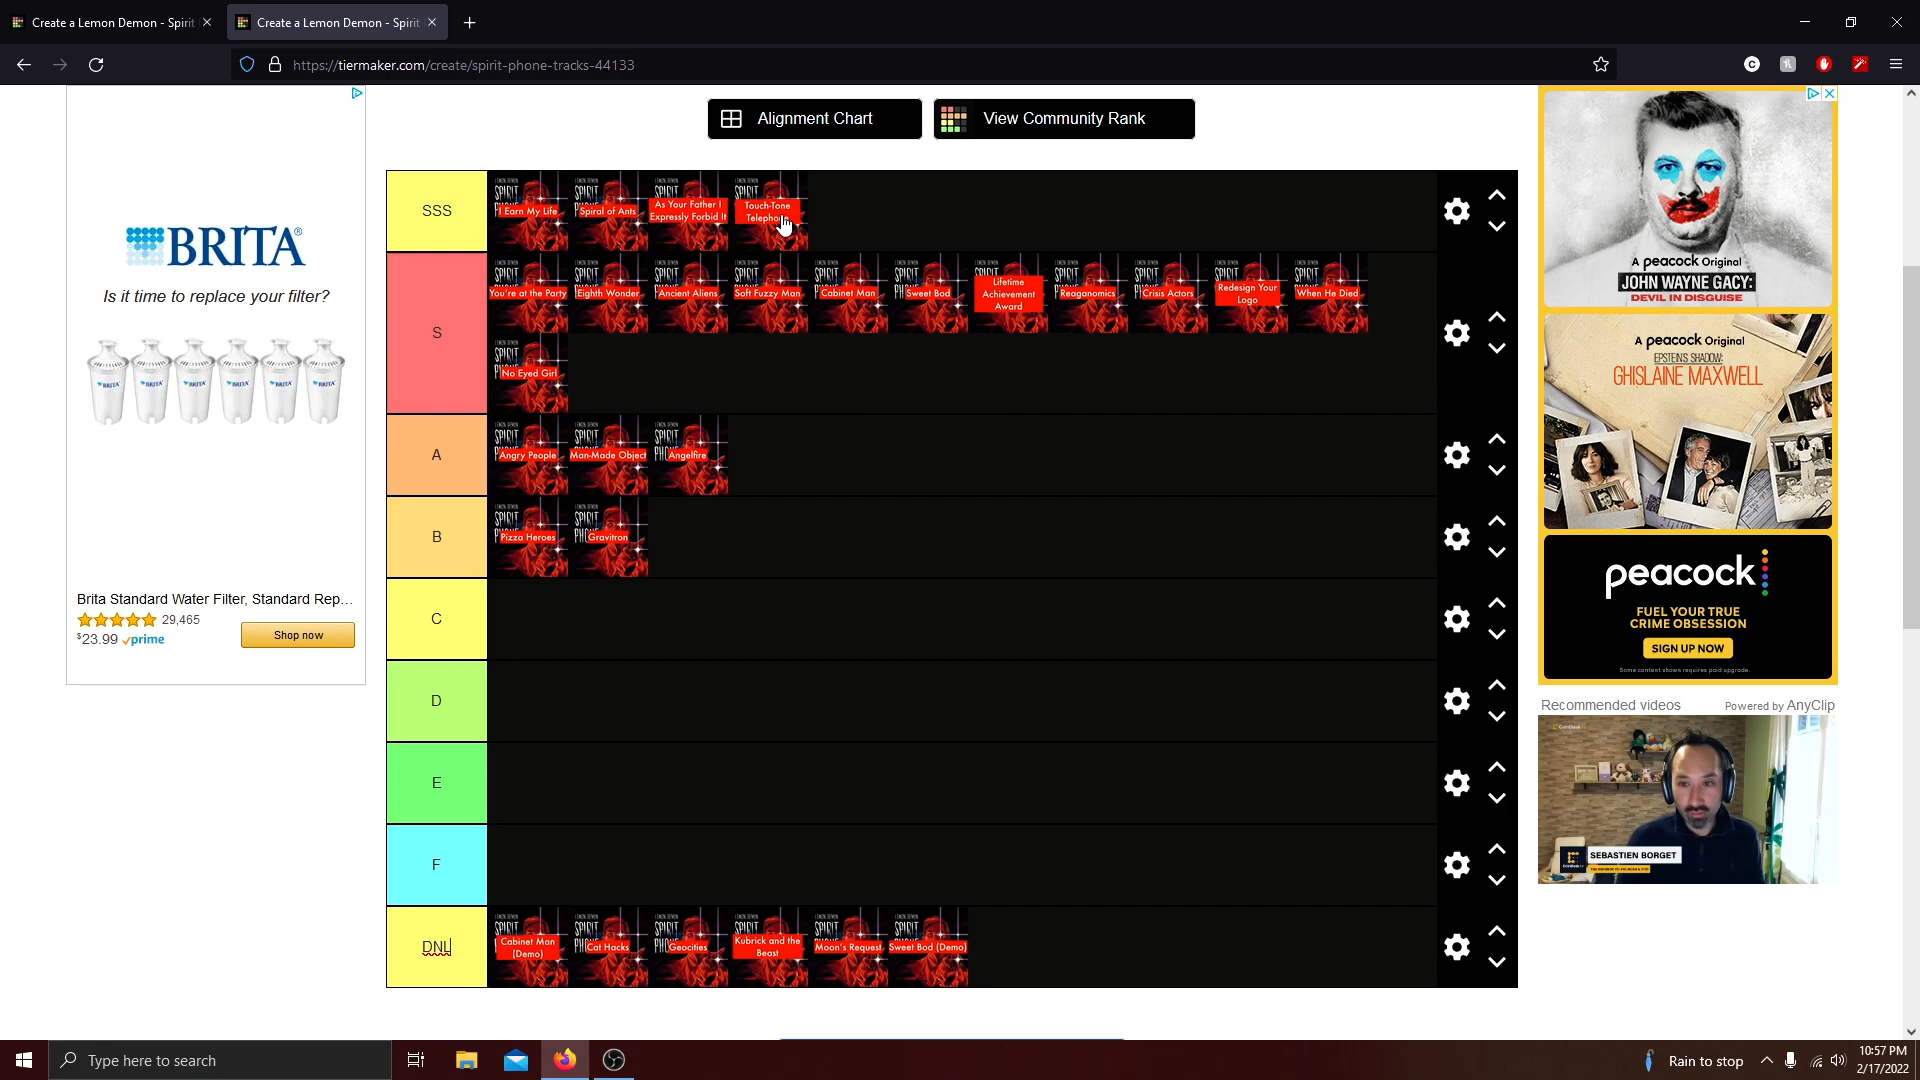 Create a Lemon Demon - Spirit
Create a Lemon Demon - Spirit
https://tiermaker.com/create/spirit-phone-tracks-44133
Alignment Chart
View Community Rank
BRITA
Is it time to replace your filter?
Brita Standard Water Filter, Standard Rep...
29,465
$23.99 prime
Shop now
SSS
I Earn My Life
Spiral of Ants
As Your Father I
Expressly Forbid It
Touch-Tone
S
You're at the Party
Eighth Wonder
Ancient Aliens
Soft Fuzzy Man
Cabinet Man
Sweet Bod
Lifetime
Achievement
Award
Reaganomics
Crisis Actors
Redesign Your
Logo
When He Died
No Eyed Girl
A
Angry People
Man-Made Object
Angelfire
B
Pizza Heroes
Gravitron
C
D
E
F
DNL
Cabinet Man
(Demo)
Cat Hacks
Geocities
Kubrick and the
Beast
Moon's Request
Sweet Bod (Demo)
A peacock Original
JOHN WAYNE GACY:
DEVIL IN DISGUISE
A peacock Original
EPSTEIN'S SHADOW:
GHISLAINE MAXWELL
peacock
FUEL YOUR TRUE
CRIME OBSESSION
SIGN UP NOW
Some content shown requires paid upgrade.
Recommended videos
Powered by AnyClip
SEBASTIEN BORGET
Type here to search
Rain to stop
10:57 PM
2/17/2022